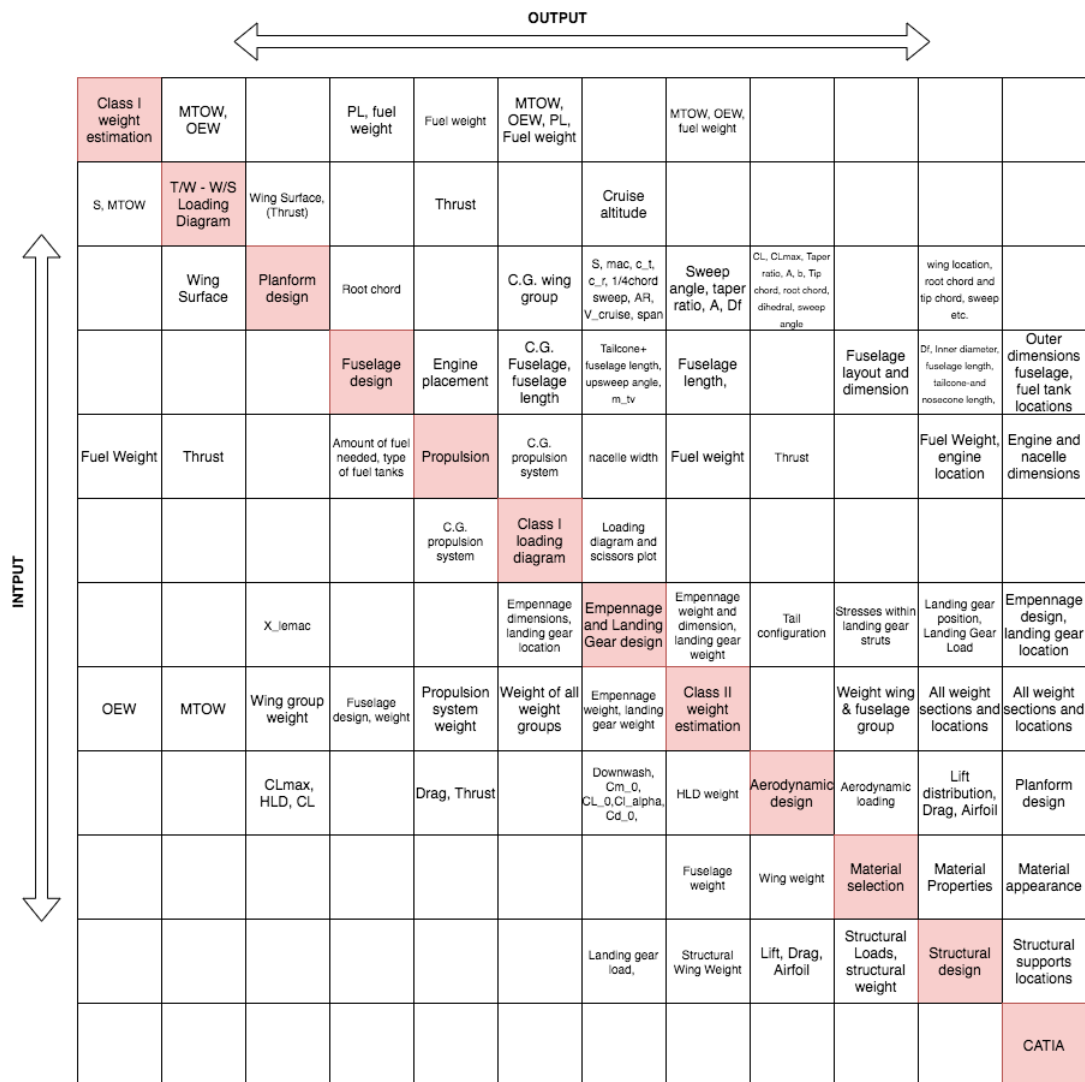 OUTPUT
Class I
weight
estimation
MTOW,
OEW
PL, fuel
weight
Fuel weight
MTOW,
OEW, PL,
Fuel weight
MTOW, OEW,
fuel weight
S, MTOW
T/W - W/S
Loading
Diagram
Wing Surface,
(Thrust)
Thrust
Cruise
altitude
Wing
Surface
Planform
design
Root chord
C.G. wing
group
S, mac, c_t,
c_r, 1/4chord
sweep, AR,
V_cruise, span
Sweep
angle, taper
ratio, A, Df
CL, CLmax, Taper
ratio, A, b, Tip
chord, root chord,
dihedral, sweep
angle
wing location,
root chord and
tip chord, sweep
etc.
Fuselage
design
Engine
placement
C.G.
Fuselage,
fuselage
length
Tailcone+
fuselage length,
upsweep angle,
m_tv
Fuselage
length,
Fuselage
layout and
dimension
Df, Inner diameter,
fuselage length,
tailcone-and
nosecone length,
Outer
dimensions
fuselage,
fuel tank
locations
Fuel Weight
Thrust
Amount of fuel
needed, type
of fuel tanks
Propulsion
C.G.
propulsion
system
nacelle width
Fuel weight
Thrust
Fuel Weight,
engine
location
Engine and
nacelle
dimensions
C.G.
propulsion
system
Class I
loading
diagram
Loading
diagram and
scissors plot
INTPUT
X_lemac
Empennage
dimensions,
landing gear
location
Empennage
and Landing
Gear design
Empennage
weight and
dimension,
landing gear
weight
Tail
configuration
Stresses within
landing gear
struts
Landing gear
position,
Landing Gear
Load
Empennage
design,
landing gear
location
OEW
MTOW
Wing group
weight
Fuselage
design, weight
Propulsion
system
weight
Weight of all
weight
groups
Empennage
weight, landing
gear weight
Class II
weight
estimation
Weight wing
& fuselage
group
All weight
sections and
locations
All weight
sections and
locations
CLmax,
HLD, CL
Drag, Thrust
Downwash,
Cm_0,
CL_0,Cl_alpha,
Cd_0,
HLD weight
Aerodynamic
design
Aerodynamic
loading
Lift
distribution,
Drag, Airfoil
Planform
design
Fuselage
weight
Wing weight
Material
selection
Material
Properties
Material
appearance
Landing gear
load,
Structural
Wing Weight
Lift, Drag,
Airfoil
Structural
Loads,
structural
weight
Structural
design
Structural
supports
locations
CATIA